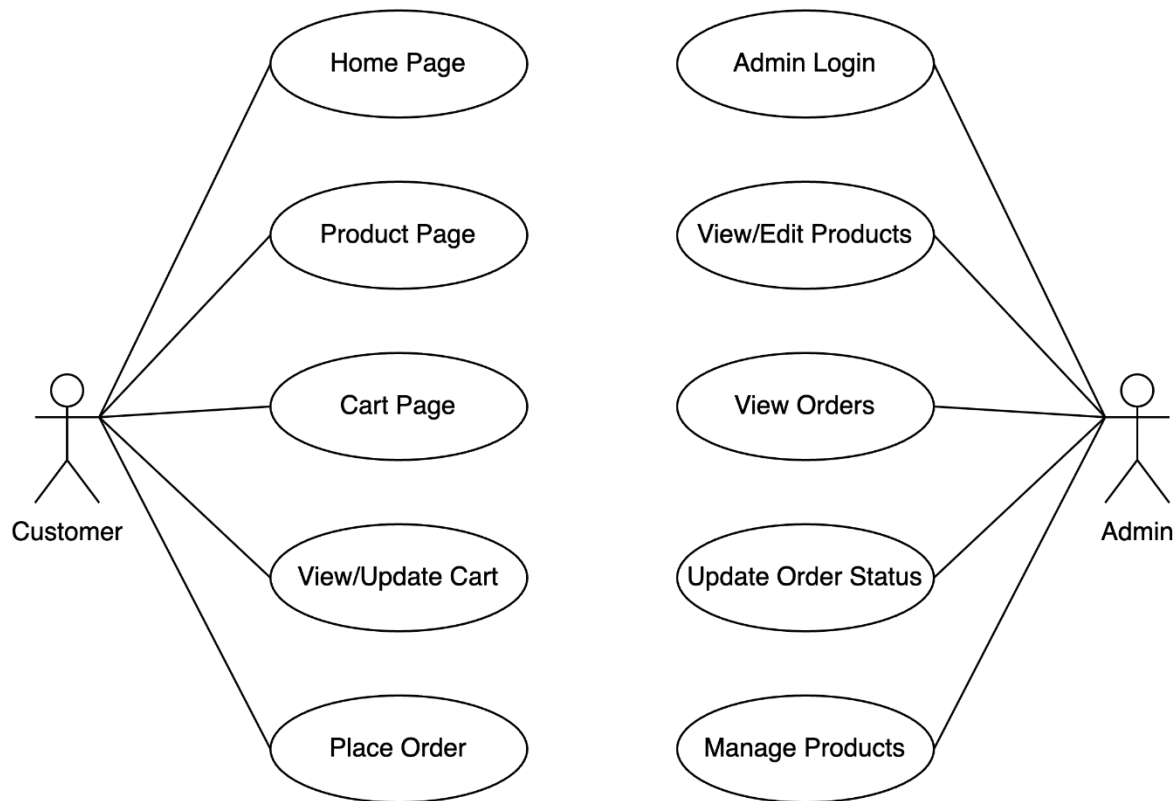 Home Page
Admin Login
Product Page
View/Edit Products
Cart Page
View Orders
Customer
Admin
View/Update Cart
Update Order Status
Place Order
Manage Products